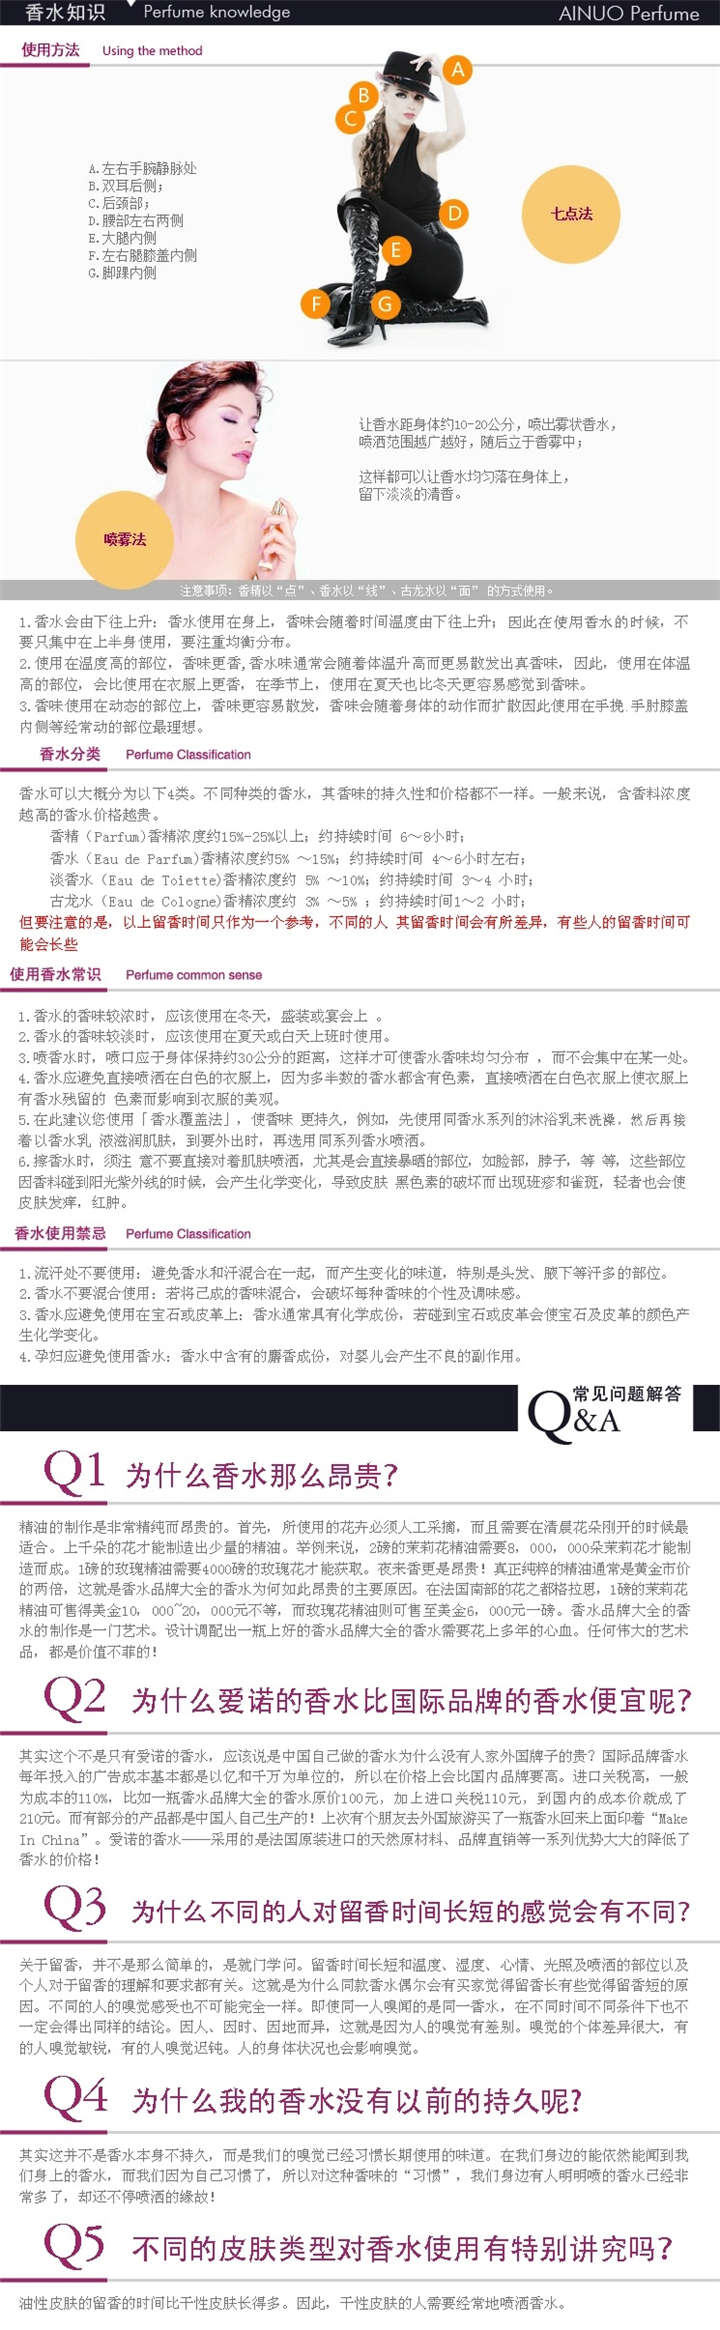 香水知识 Perfume knowledge AINUO Perfume
使用方法 Using the method
A
B
C
A.左右手腕静脉处
B.双耳后侧；
C.后颈部；
D.腰部左右两侧
E.大腿内侧
F.左右腿膝盖内侧
G.脚踝内侧
D
七点法
E
F
G
让香水距身体约10-20公分，喷出雾状香水，
喷洒范围越广越好，随后立于香雾中；
这样都可以让香水均匀落在身体上，
留下淡淡的清香。
喷雾法
注意事项：香精以“点”、香水以“线”、古龙水以“面” 的方式使用。
1.香水会由下往上升；香水使用在身上，香味会随着时间温度由下往上升；因此在使用香水的时候，不
要只集中在上半身使用，要注重均衡分布。
2.使用在温度高的部位，香味更香,香水味通常会随着体温升高而更易散发出真香味，因此，使用在体温
高的部位，会比使用在衣服上更香，在季节上，使用在夏天也比冬天更容易感觉到香味。
3.香味使用在动态的部位上，香味更容易散发，香味会随着身体的动作而扩散因此使用在手挽.手肘膝盖
内侧等经常动的部位最理想。
香水分类 Perfume Classification
香水可以大概分为以下4类。不同种类的香水，其香味的持久性和价格都不一样。一般来说，含香料浓度
越高的香水价格越贵。
香精（Parfum)香精浓度约15%-25%以上；约持续时间 6～8小时；
香水（Eau de Parfum)香精浓度约5% ～15%；约持续时间 4～6小时左右；
淡香水（Eau de Toiette)香精浓度约 5% ～10%；约持续时间 3～4 小时；
古龙水（Eau de Cologne)香精浓度约 3% ～5% ；约持续时间1～2 小时；
但要注意的是，以上留香时间只作为一个参考，不同的人 其留香时间会有所差异，有些人的留香时间可
能会长些
使用香水常识 Perfume common sense
1.香水的香味较浓时，应该使用在冬天，盛装或宴会上 。
2.香水的香味较淡时，应该使用在夏天或白天上班时使用。
3.喷香水时，喷口应于身体保持约30公分的距离，这样才可使香水香味均匀分布 ，而不会集中在某一处。
4.香水应避免直接喷洒在白色的衣服上，因为多半数的香水都含有色素，直接喷洒在白色衣服上使衣服上
有香水残留的 色素而影响到衣服的美观。
5.在此建议您使用「香水覆盖法」，使香味 更持久，例如，先使用同香水系列的沐浴乳来洗澡，然后再接
着以香水乳 液滋润肌肤，到要外出时，再选用同系列香水喷洒。
6.擦香水时，须注 意不要直接对着肌肤喷洒，尤其是会直接暴晒的部位，如脸部，脖子，等 等，这些部位
因香料碰到阳光紫外线的时候，会产生化学变化，导致皮肤 黑色素的破坏而出现班疹和雀斑，轻者也会使
皮肤发痒，红肿。
香水使用禁忌 Perfume Classification
1.流汗处不要使用：避免香水和汗混合在一起，而产生变化的味道，特别是头发、腋下等汗多的部位。
2.香水不要混合使用：若将己成的香味混合，会破坏每种香味的个性及调味感。
3.香水应避免使用在宝石或皮革上：香水通常具有化学成份，若碰到宝石或皮革会使宝石及皮革的颜色产
生化学变化。
4.孕妇应避免使用香水：香水中含有的麝香成份，对婴儿会产生不良的副作用。
Q&A 常见问题解答
Q1 为什么香水那么昂贵？
精油的制作是非常精纯而昂贵的。首先，所使用的花卉必须人工采摘，而且需要在清晨花朵刚开的时候最
适合。上千朵的花才能制造出少量的精油。举例来说，2磅的茉莉花精油需要8，000，000朵茉莉花才能制
造而成。1磅的玫瑰精油需要4000磅的玫瑰花才能获取。夜来香更是昂贵！真正纯粹的精油通常是黄金市价
的两倍，这就是香水品牌大全的香水为何如此昂贵的主要原因。在法国南部的花之都格拉思，1磅的茉莉花
精油可售得美金10，000~20，000元不等，而玫瑰花精油则可售至美金6，000元一磅。香水品牌大全的香
水的制作是一门艺术。设计调配出一瓶上好的香水品牌大全的香水需要花上多年的心血。任何伟大的艺术
品，都是价值不菲的！
Q2 为什么爱诺的香水比国际品牌的香水便宜呢？
其实这个不是只有爱诺的香水，应该说是中国自己做的香水为什么没有人家外国牌子的贵？国际品牌香水
每年投入的广告成本基本都是以亿和千万为单位的，所以在价格上会比国内品牌要高。进口关税高，一般
为成本的110%，比如一瓶香水品牌大全的香水原价100元，加上进口关税110元，到国内的成本价就成了
210元。而有部分的产品都是中国人自己生产的！上次有个朋友去外国旅游买了一瓶香水回来上面印着“Make
In China”。爱诺的香水——采用的是法国原装进口的天然原材料、品牌直销等一系列优势大大的降低了
香水的价格！
Q3 为什么不同的人对留香时间长短的感觉会有不同？
关于留香，并不是那么简单的，是就门学问。留香时间长短和温度、湿度、心情、光照及喷洒的部位以及
个人对于留香的理解和要求都有关。这就是为什么同款香水偶尔会有买家觉得留香长有些觉得留香短的原
因。不同的人的嗅觉感受也不可能完全一样。即使同一人嗅闻的是同一香水，在不同时间不同条件下也不
一定会得出同样的结论。因人、因时、因地而异，这就是因为人的嗅觉有差别。嗅觉的个体差异很大，有
的人嗅觉敏锐，有的人嗅觉迟钝。人的身体状况也会影响嗅觉。
Q4 为什么我的香水没有以前的持久呢？
其实这并不是香水本身不持久，而是我们的嗅觉已经习惯长期使用的味道。在我们身边的能依然能闻到我
们身上的香水，而我们因为自己习惯了，所以对这种香味的“习惯”，我们身边有人明明喷的香水已经非
常多了，却还不停喷洒的缘故！
Q5 不同的皮肤类型对香水使用有特别讲究吗？
油性皮肤的留香的时间比干性皮肤长得多。因此，干性皮肤的人需要经常地喷洒香水。